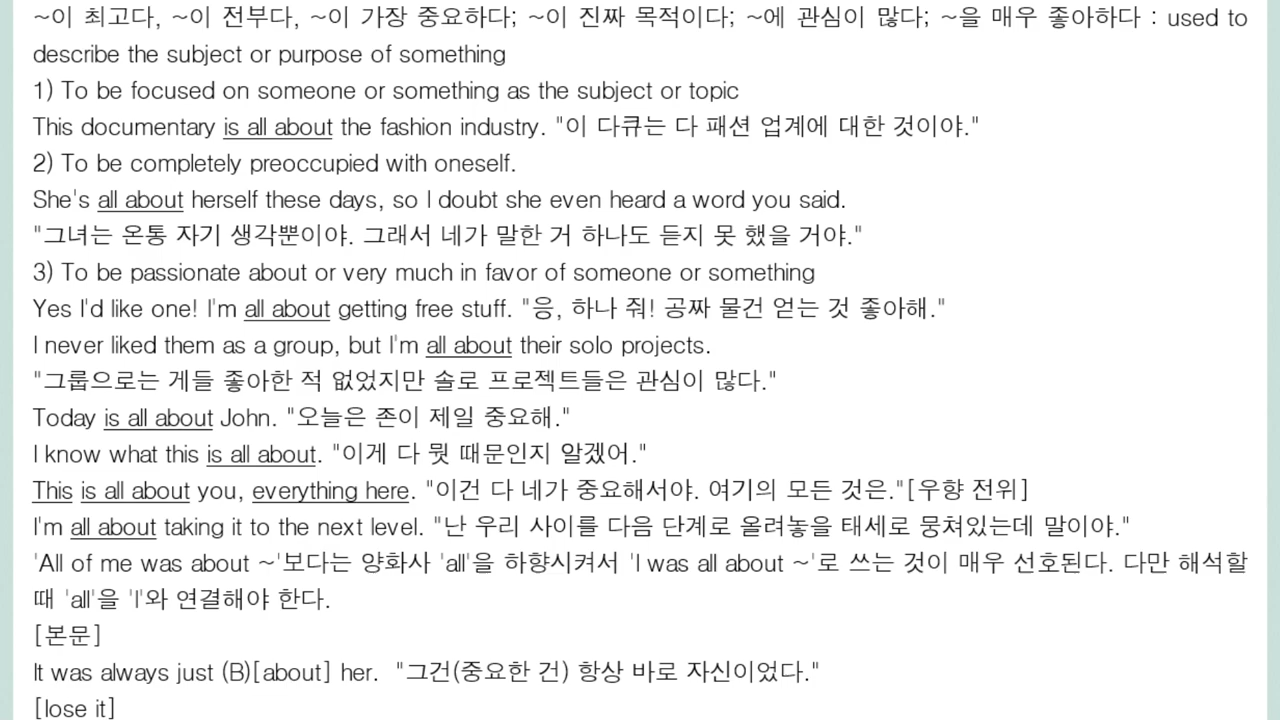 ~이 최고다, ~이 전부다, ~이 가장 중요하다; ~이 진짜 목적이다; ~에 관심이 많다; ~을 매우 좋아하다 : used to
describe the subject or purpose of something
1) To be focused on someone or something as the subject or topic
This documentary is all about the fashion industry. "이 다큐는 다 패션 업계에 대한 것이야."
2) To be completely preoccupied with oneself.
She's all about herself these days, so I doubt she even heard a word you said.
"그녀는 온통 자기 생각뿐이야. 그래서 네가 말한 거 하나도 듣지 못 했을 거야."
3) To be passionate about or very much in favor of someone or something
Yes I'd like one! I'm all about getting free stuff. "응, 하나 줘! 공짜 물건 얻는 것 좋아해."
I never liked them as a group, but I'm all about their solo projects.
"그룹으로는 게들 좋아한 적 없었지만 솔로 프로젝트들은 관심이 많다."
Today is all about John. "오늘은 존이 제일 중요해."
I know what this is all about. "이게 다 뭣 때문인지 알겠어."
This is all about you, everything here. "이건 다 네가 중요해서야. 여기의 모든 것은."[우향 전위]
I'm all about taking it to the next level. "난 우리 사이를 다음 단계로 올려놓을 태세로 뭉쳐있는데 말이야."
'All of me was about ~'보다는 양화사 'all'을 하향시켜서 'I was all about ~'로 쓰는 것이 매우 선호된다. 다만 해석할
때 'all'을 'I'와 연결해야 한다.
[본문]
It was always just (B)[about] her. "그건(중요한 건) 항상 바로 자신이었다."
[lose it]